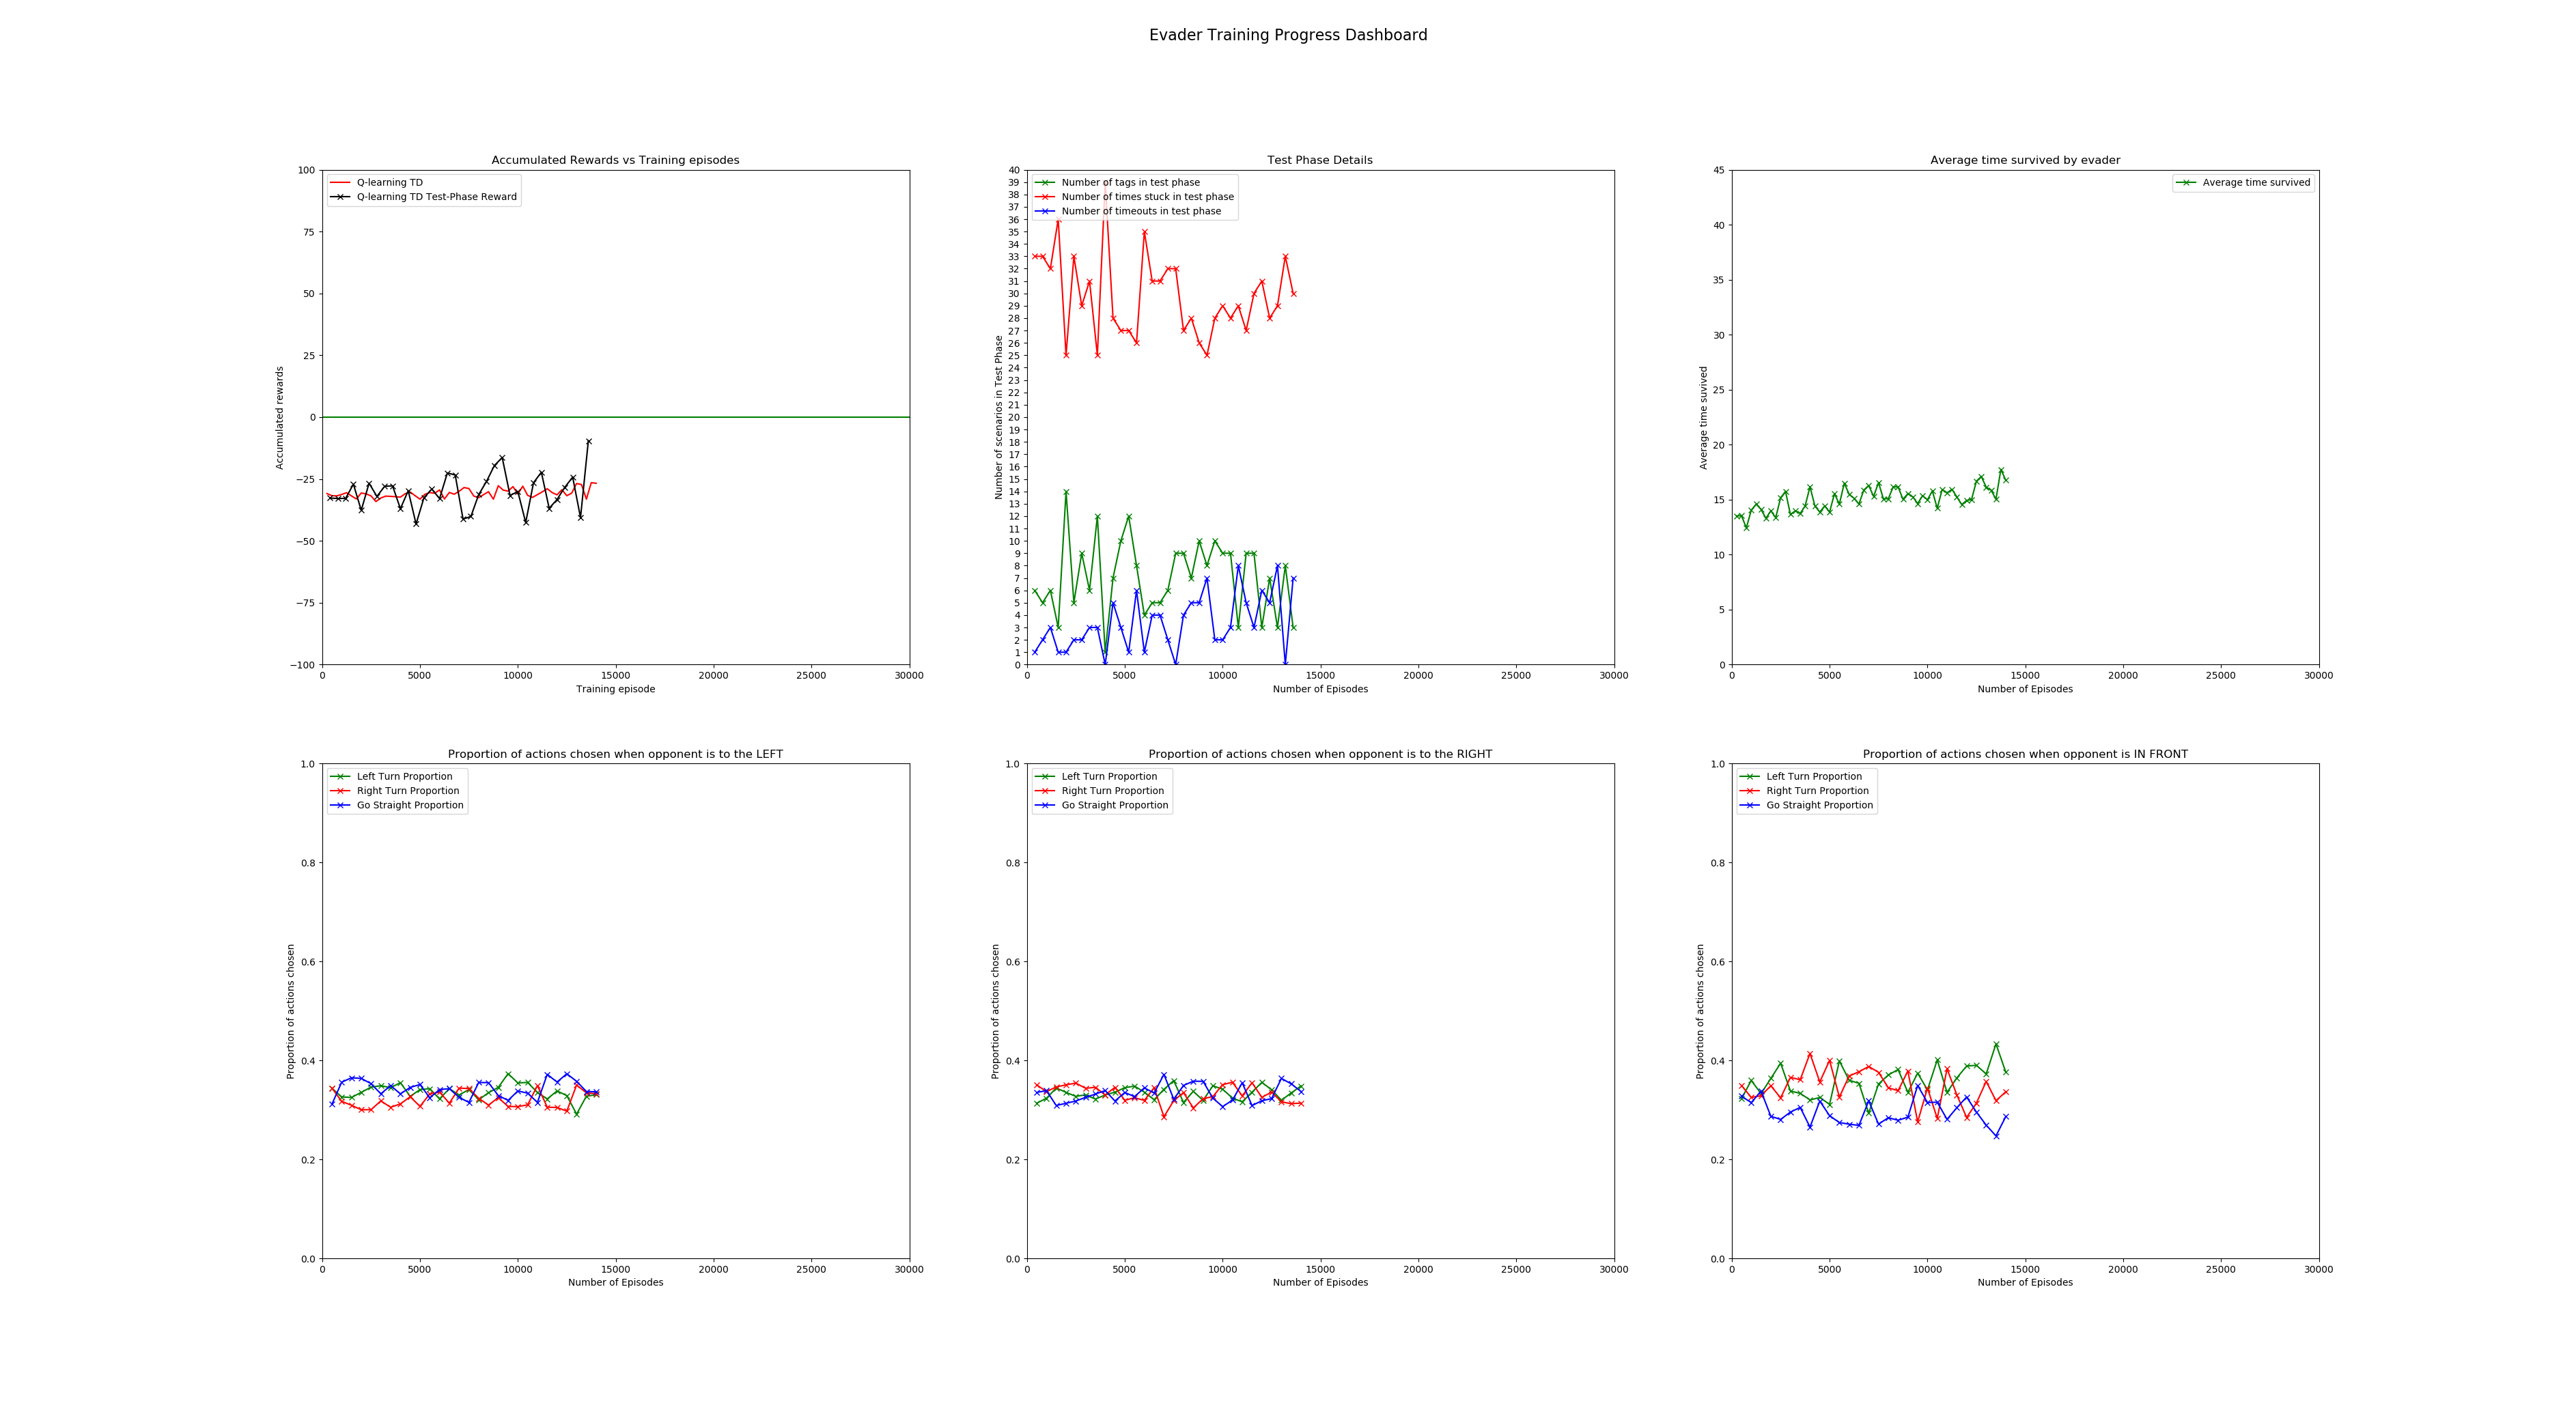 Evader Training Progress Dashboard
Accumulated Rewards vs Training episodes
Q-learning TD
Q-learning TD Test-Phase Reward
100
75
50
25
0
−25
−50
−75
−100
Accumulated rewards
0 5000 10000 15000 20000 25000 30000
Training episode
Test Phase Details
Number of tags in test phase
Number of times stuck in test phase
Number of timeouts in test phase
40
39
38
37
36
35
34
33
32
31
30
29
28
27
26
25
24
23
22
21
20
19
18
17
16
15
14
13
12
11
10
9
8
7
6
5
4
3
2
1
0
Number of scenarios in Test Phase
0 5000 10000 15000 20000 25000 30000
Number of Episodes
Average time survived by evader
Average time survived
45
40
35
30
25
20
15
10
5
0
Average time suvived
0 5000 10000 15000 20000 25000 30000
Number of Episodes
Proportion of actions chosen when opponent is to the LEFT
Left Turn Proportion
Right Turn Proportion
Go Straight Proportion
1.0
0.8
0.6
0.4
0.2
0.0
Proportion of actions chosen
0 5000 10000 15000 20000 25000 30000
Number of Episodes
Proportion of actions chosen when opponent is to the RIGHT
Left Turn Proportion
Right Turn Proportion
Go Straight Proportion
1.0
0.8
0.6
0.4
0.2
0.0
Proportion of actions chosen
0 5000 10000 15000 20000 25000 30000
Number of Episodes
Proportion of actions chosen when opponent is IN FRONT
Left Turn Proportion
Right Turn Proportion
Go Straight Proportion
1.0
0.8
0.6
0.4
0.2
0.0
Proportion of actions chosen
0 5000 10000 15000 20000 25000 30000
Number of Episodes